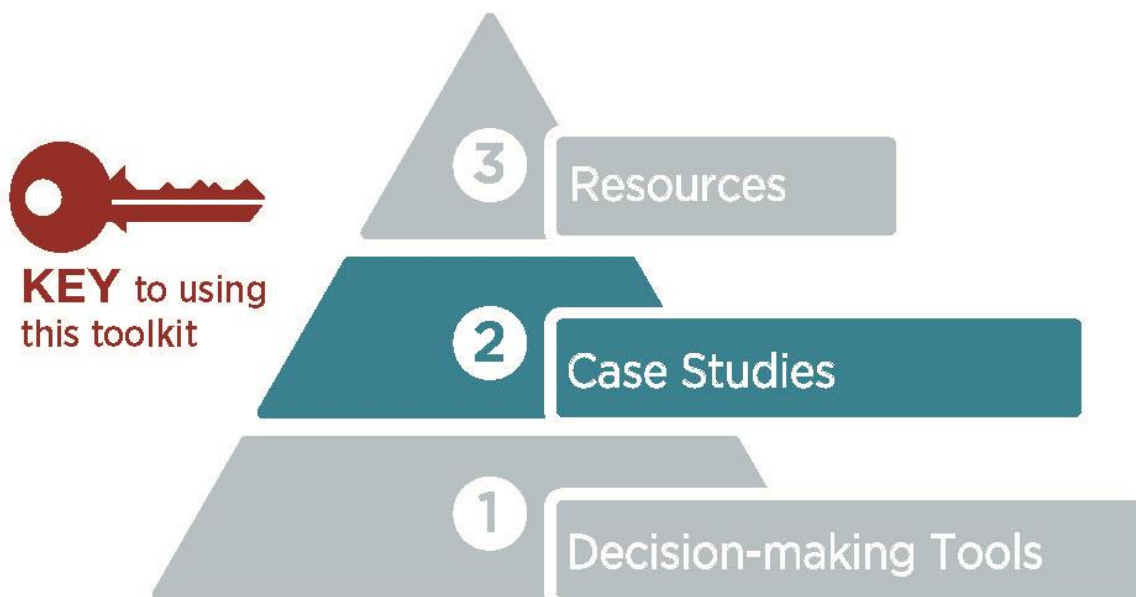 3
Resources
KEY to using
this toolkit
2
Case Studies
1
Decision-making Tools